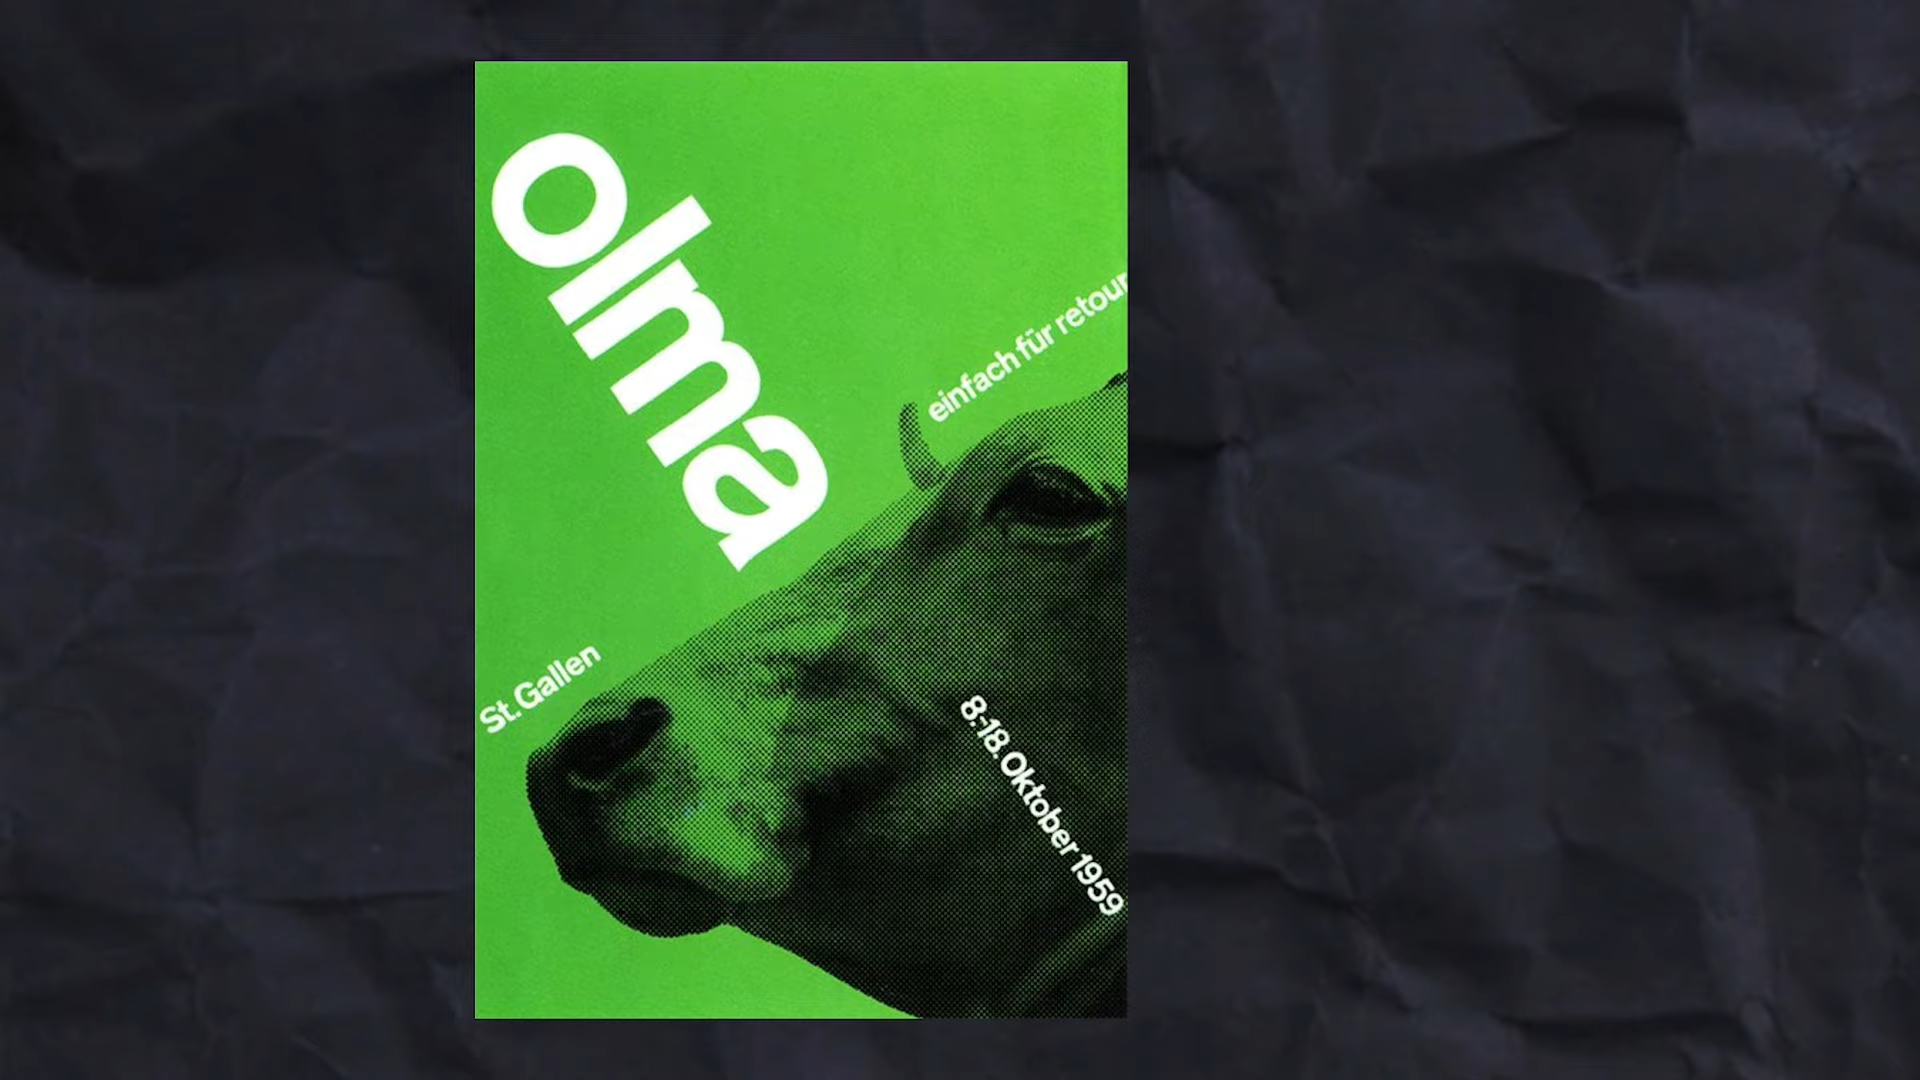 olma
einfach für retour
St. Gallen
8.-18. Oktober 1959